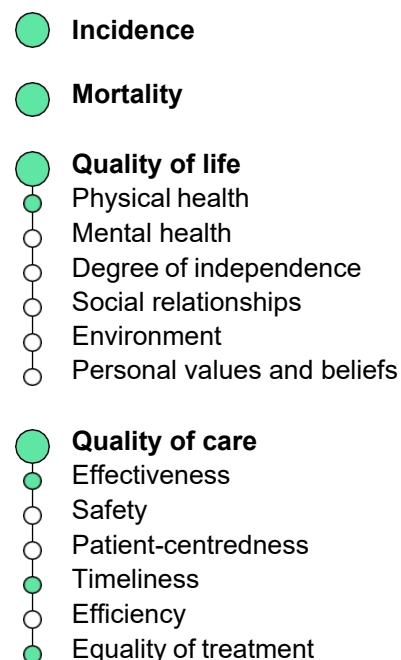 Incidence
Mortality
Quality of life
Physical health
Mental health
Degree of independence
Social relationships
Environment
Personal values and beliefs
Quality of care
Effectiveness
Safety
Patient-centredness
Timeliness
Efficiency
Equality of treatment